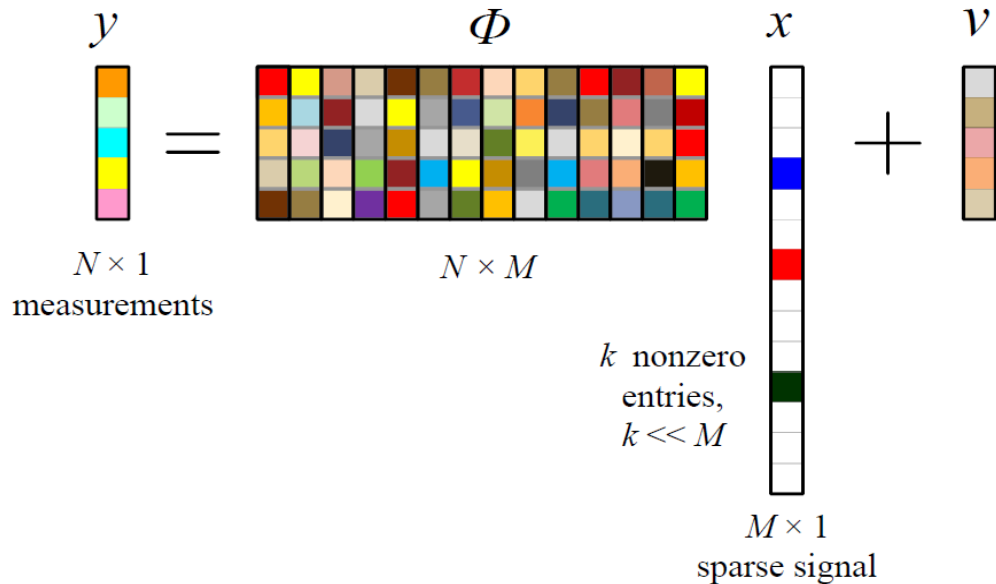 y
=
Φ
x
+
v
N × 1
measurements
N × M
k nonzero
entries,
k << M
M × 1
sparse signal